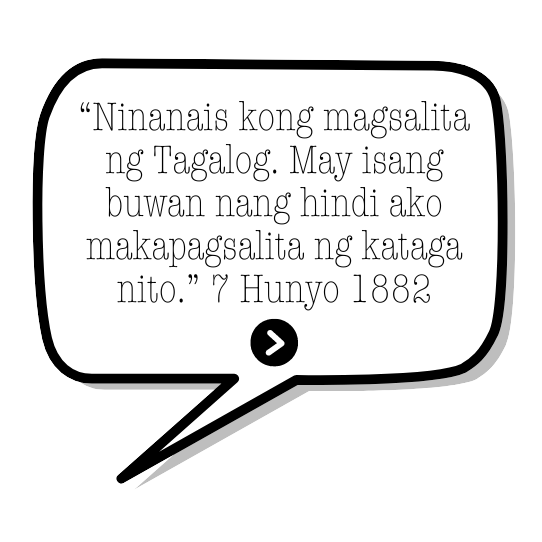 “Ninanais kong magsalita
ng Tagalog. May isang
buwan nang hindi ako
makapagsalita ng kataga
nito.” 7 Hunyo 1882